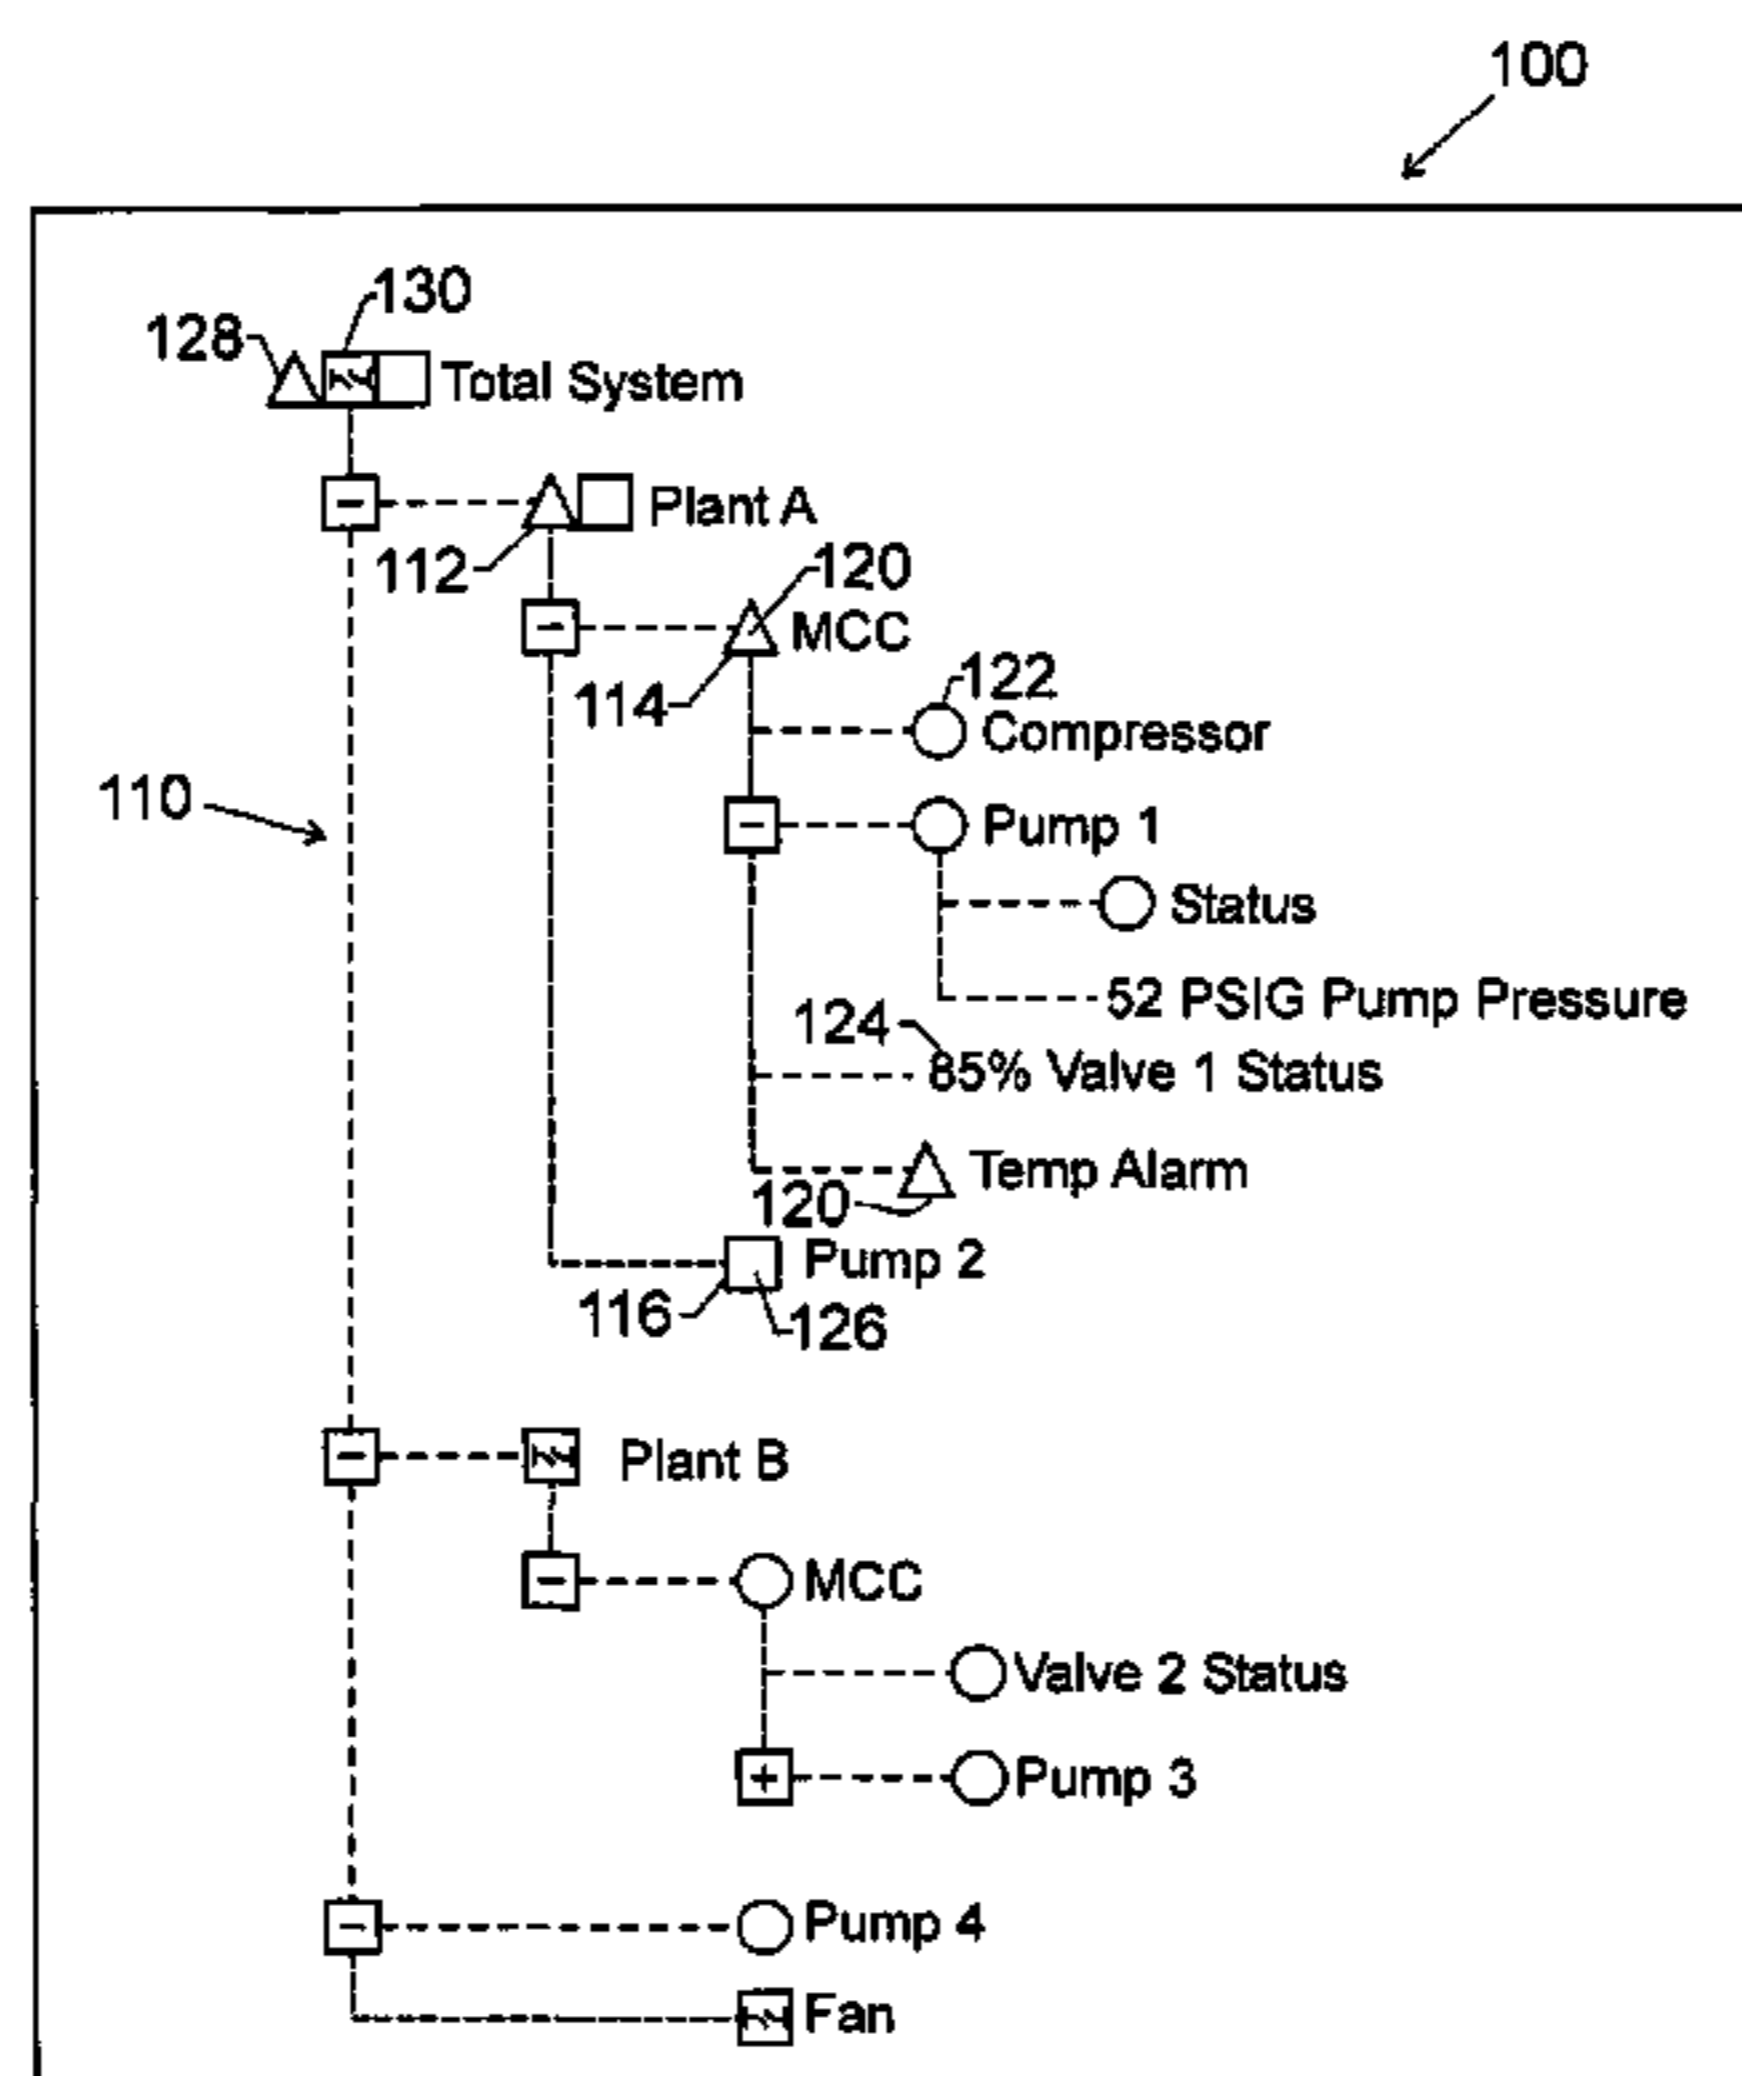 100
130
128
Total System
Plant A
112
120
MCC
114
122
Compressor
110
Pump 1
Status
52 PSIG Pump Pressure
124
85% Valve 1 Status
Temp Alarm
120
Pump 2
116
126
Plant B
MCC
Valve 2 Status
Pump 3
Pump 4
Fan